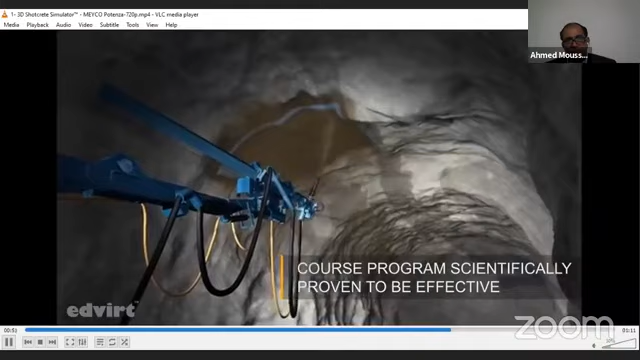 1- 3D Shotcrete Simulator™ - MEYCO Potenza-720p.mp4 - VLC media player
Media Playback Audio Video Subtitle Tools View Help
Ahmed Mouss...
COURSE PROGRAM SCIENTIFICALLY
PROVEN TO BE EFFECTIVE
edvirt
00:51
01:11
zoom